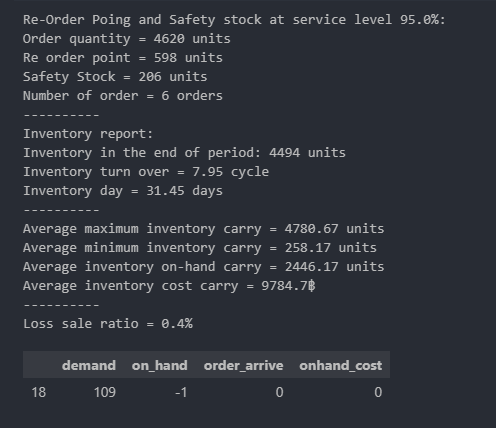 Re-Order Poing and Safety stock at service level 95.0%:
Order quantity = 4620 units
Re order point = 598 units
Safety Stock = 206 units
Number of order = 6 orders
----------
Inventory report:
Inventory in the end of period: 4494 units
Inventory turn over = 7.95 cycle
Inventory day = 31.45 days
----------
Average maximum inventory carry = 4780.67 units
Average minimum inventory carry = 258.17 units
Average inventory on-hand carry = 2446.17 units
Average inventory cost carry = 9784.7฿
----------
Loss sale ratio = 0.4%
demand on_hand order_arrive onhand_cost
18 109 -1 0 0